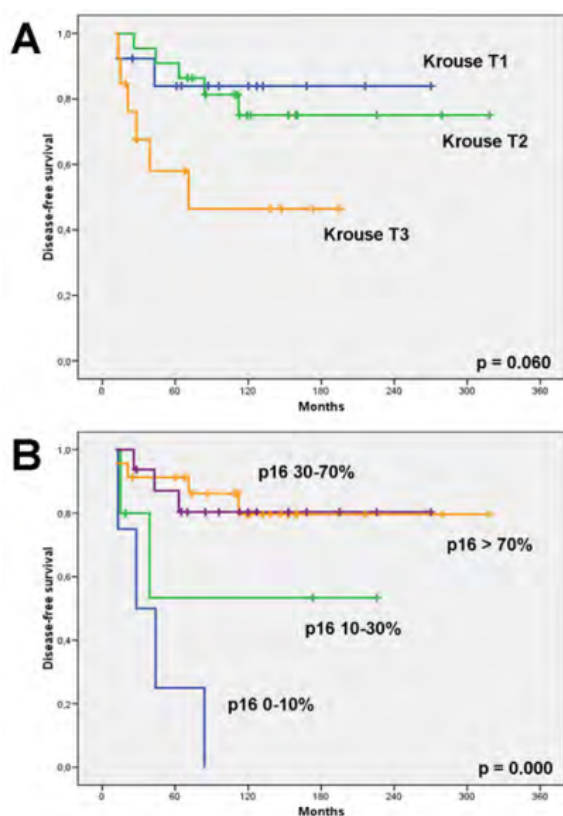 A
1,0
0,8
0,6
0,4
0,2
0,0
Disease-free survival
Krouse T1
Krouse T2
Krouse T3
p = 0.060
0 60 120 180 240 300 360
Months
B
1,0
0,8
0,6
0,4
0,2
0,0
Disease-free survival
p16 30-70%
p16 > 70%
p16 10-30%
p16 0-10%
p = 0.000
0 60 120 180 240 300 360
Months